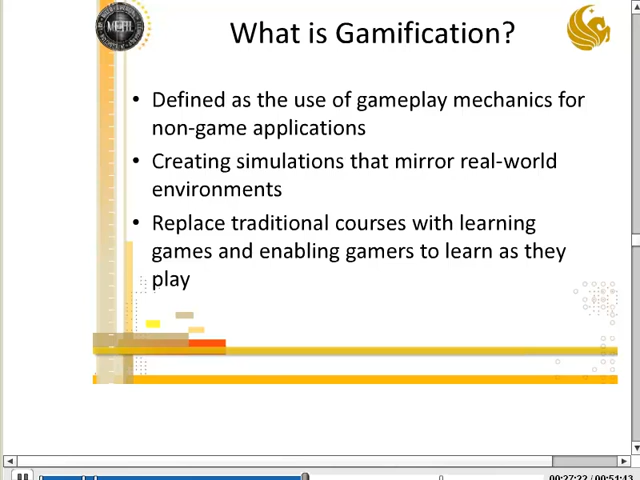 What is Gamification?
• Defined as the use of gameplay mechanics for
non-game applications
• Creating simulations that mirror real-world
environments
• Replace traditional courses with learning
games and enabling gamers to learn as they
play
00:27:22 / 00:51:43